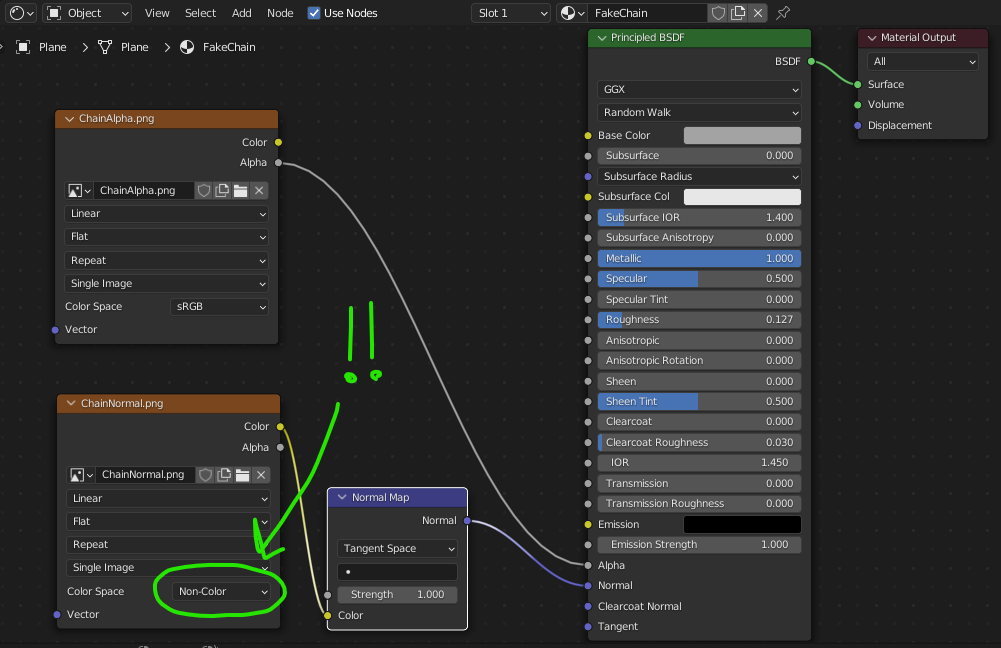 Object View Select Add Node Use Nodes Slot 1 FakeChain
Plane Plane FakeChain
ChainAlpha.png
Color
Alpha
ChainAlpha.png
Linear
Flat
Repeat
Single Image
Color Space sRGB
Vector
!!
ChainNormal.png
Color
Alpha
ChainNormal.png
Linear
Flat
Repeat
Single Image
Color Space Non-Color
Vector
Normal Map
Normal
Tangent Space
Strength 1.000
Color
Principled BSDF
BSDF
GGX
Random Walk
Base Color
Subsurface 0.000
Subsurface Radius
Subsurface Col
Subsurface IOR 1.400
Subsurface Anisotropy 0.000
Metallic 1.000
Specular 0.500
Specular Tint 0.000
Roughness 0.127
Anisotropic 0.000
Anisotropic Rotation 0.000
Sheen 0.000
Sheen Tint 0.500
Clearcoat 0.000
Clearcoat Roughness 0.030
IOR 1.450
Transmission 0.000
Transmission Roughness 0.000
Emission
Emission Strength 1.000
Alpha
Normal
Clearcoat Normal
Tangent
Material Output
All
Surface
Volume
Displacement